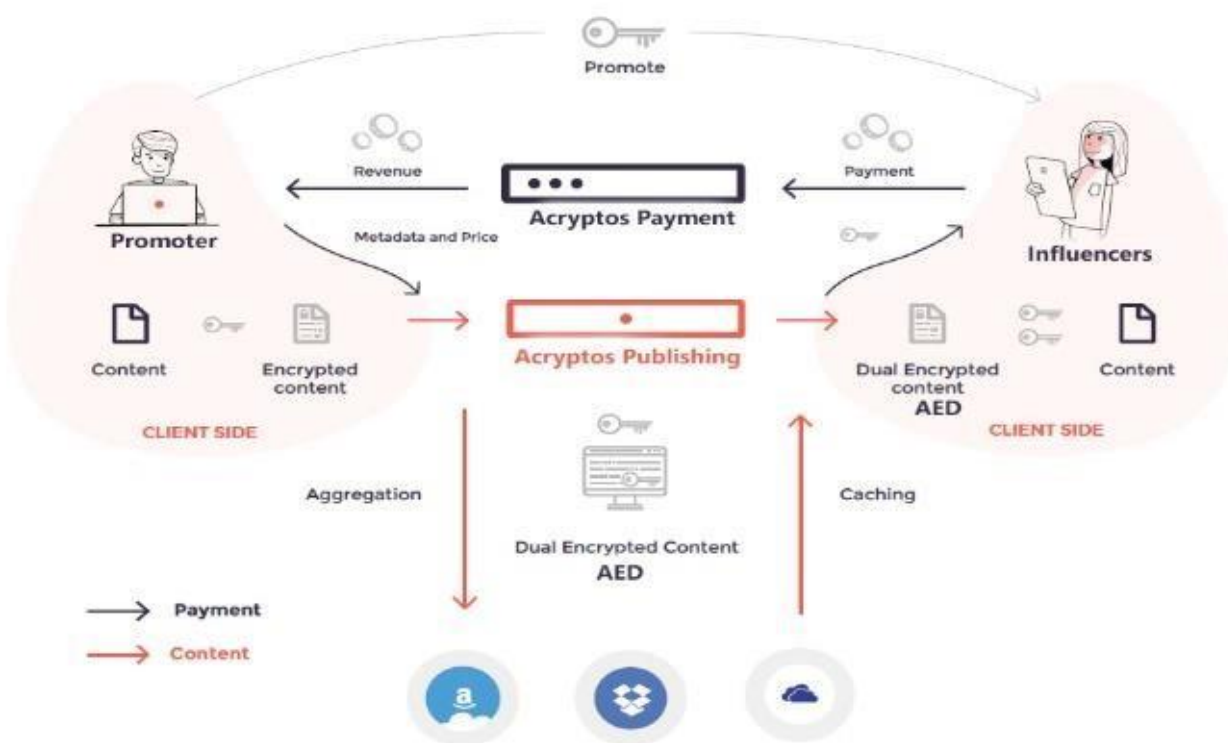 Promote
Revenue
Payment
Acryptos Payment
Promoter
Metadata and Price
Influencers
Acryptos Publishing
Content
Encrypted
content
Dual Encrypted
content
AED
Content
CLIENT SIDE
CLIENT SIDE
Aggregation
Caching
Dual Encrypted Content
AED
Payment
Content
a